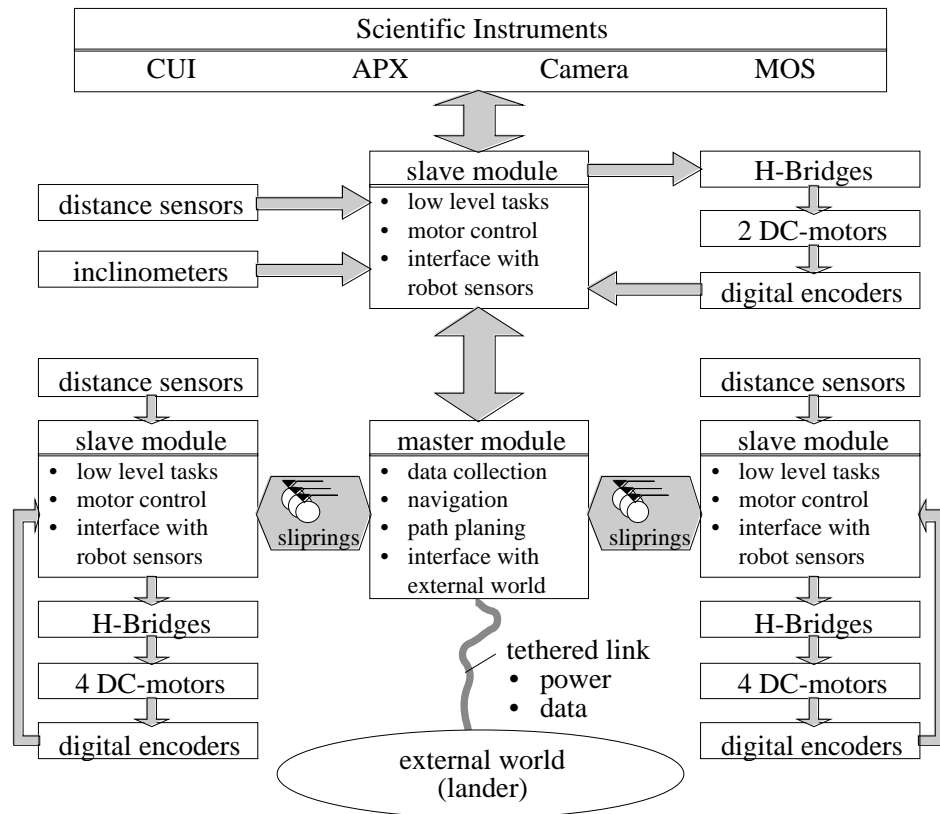 Scientific Instruments
CUI APX Camera MOS
slave module
• low level tasks
• motor control
• interface with
robot sensors
distance sensors
inclinometers
H-Bridges
2 DC-motors
digital encoders
distance sensors
slave module
• low level tasks
• motor control
• interface with
robot sensors
H-Bridges
4 DC-motors
digital encoders
sliprings
master module
• data collection
• navigation
• path planing
• interface with
external world
sliprings
distance sensors
slave module
• low level tasks
• motor control
• interface with
robot sensors
H-Bridges
4 DC-motors
digital encoders
tethered link
• power
• data
external world
(lander)